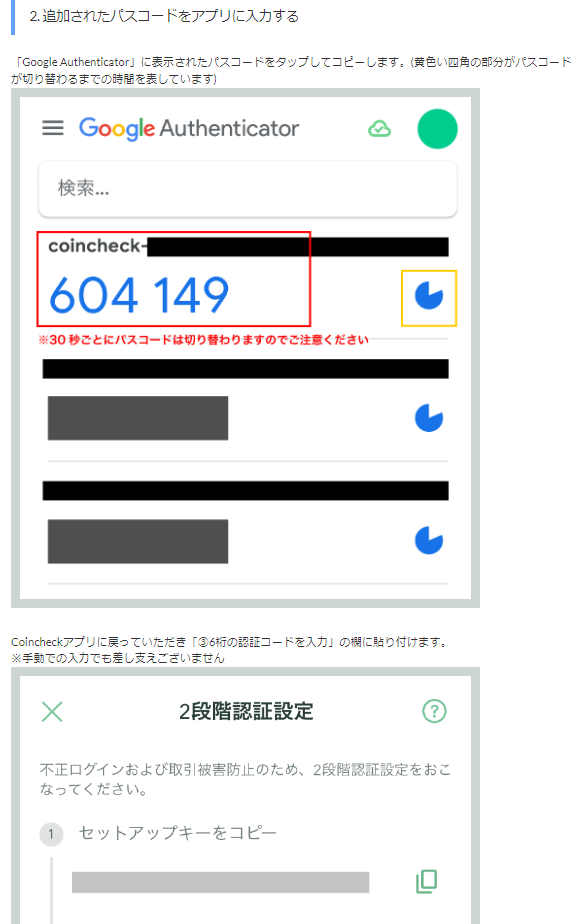 2. 追加されたパスコードをアプリに入力する
「Google Authenticator」に表示されたパスコードをタップしてコピーします。(黄色い四角の部分がパスコード
が切り替わるまでの時間を表しています)
Google Authenticator
検索...
coincheck-
604 149
※30 秒ごとにパスコードは切り替わりますのでご注意ください
Coincheckアプリに戻っていただき「③6桁の認証コードを入力」の欄に貼り付けます。
※手動での入力でも差し支えございません
2段階認証設定
?
不正ログインおよび取引被害防止のため、2段階認証設定をおこ
なってください。
1 セットアップキーをコピー